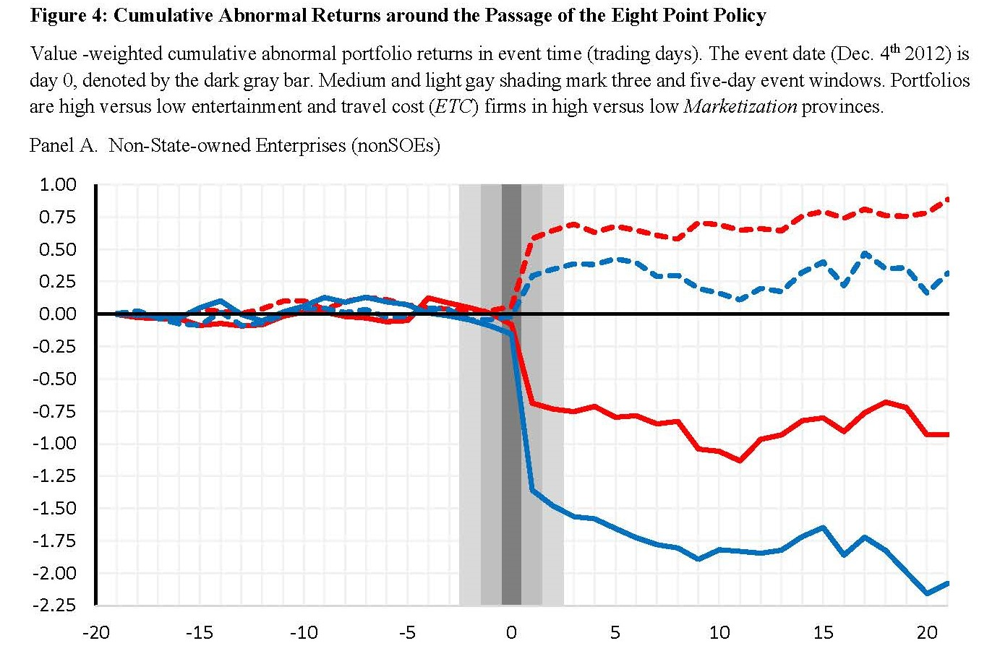 Figure 4: Cumulative Abnormal Returns around the Passage of the Eight Point Policy
Value -weighted cumulative abnormal portfolio returns in event time (trading days). The event date (Dec. 4th 2012) is
day 0, denoted by the dark gray bar. Medium and light gay shading mark three and five-day event windows. Portfolios
are high versus low entertainment and travel cost (ETC) firms in high versus low Marketization provinces.
Panel A. Non-State-owned Enterprises (nonSOEs)
1.00
0.75
0.50
0.25
0.00
-0.25
-0.50
-0.75
-1.00
-1.25
-1.50
-1.75
-2.00
-2.25
-20 -15 -10 -5 0 5 10 15 20